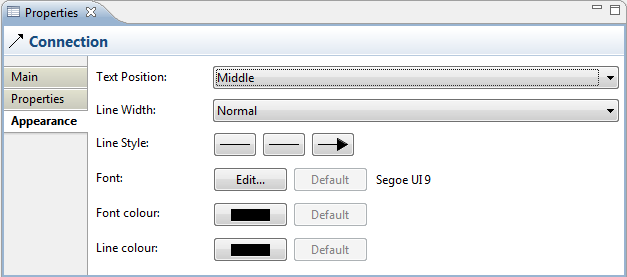 Properties
Connection
Main
Properties
Appearance
Text Position: Middle
Line Width: Normal
Line Style:
Font: Edit... Default Segoe UI 9
Font colour: Default
Line colour: Default